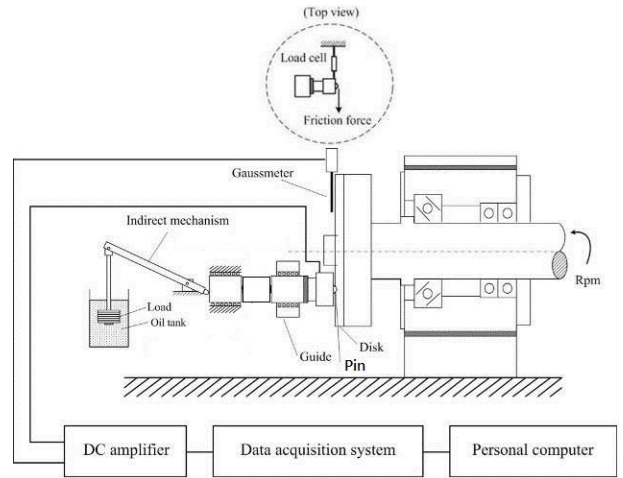 (Top view)
Load cell
Friction force
Gaussmeter
Indirect mechanism
Rpm
Load
Oil tank
Guide
Disk
Pin
DC amplifier
Data acquisition system
Personal computer